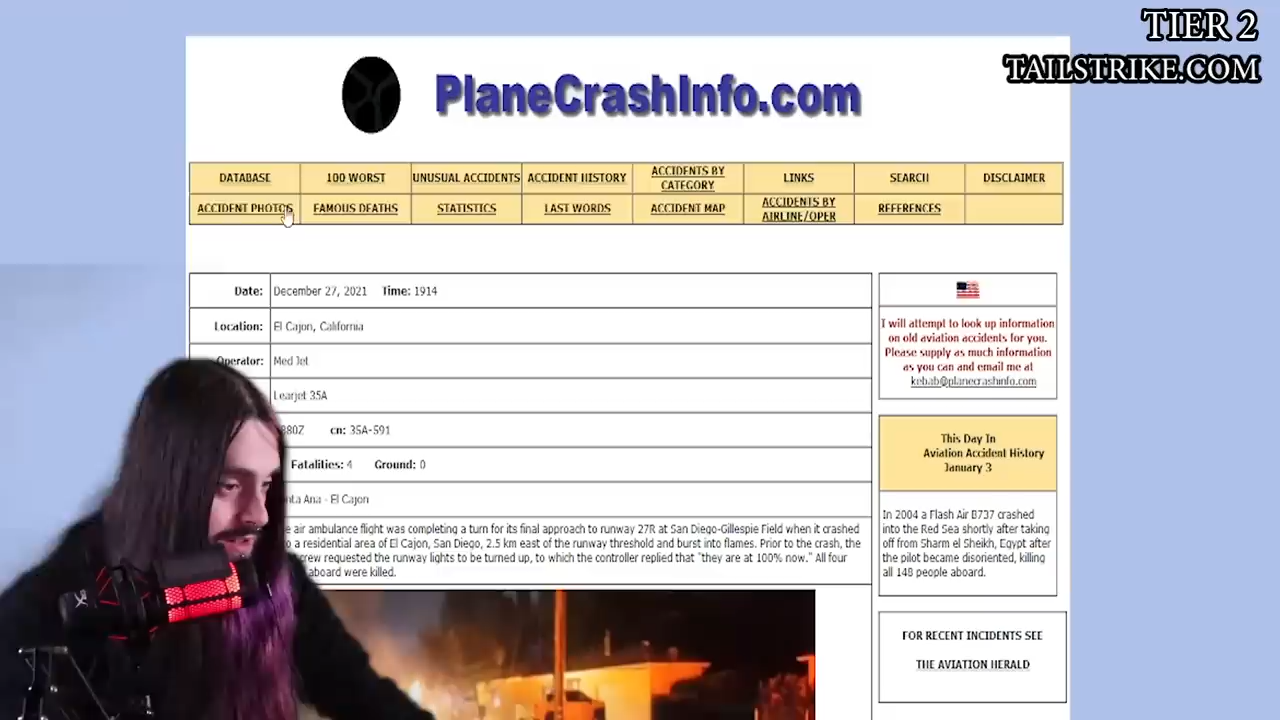 TIER 2
TAILSTRIKE.COM
PlaneCrashInfo.com
DATABASE
100 WORST
UNUSUAL ACCIDENTS
ACCIDENT HISTORY
ACCIDENTS BY
CATEGORY
LINKS
SEARCH
DISCLAIMER
ACCIDENT PHOTOS
FAMOUS DEATHS
STATISTICS
LAST WORDS
ACCIDENT MAP
ACCIDENTS BY
AIRLINE/OPER
REFERENCES
Date: December 27, 2021 Time: 1914
Location: El Cajon, California
Operator: Med Jet
Learjet 35A
880Z cn: 35A-591
Fatalities: 4 Ground: 0
nta Ana - El Cajon
e air ambulance flight was completing a turn for its final approach to runway 27R at San Diego-Gillespie Field when it crashed
o a residential area of El Cajon, San Diego, 2.5 km east of the runway threshold and burst into flames. Prior to the crash, the
rew requested the runway lights to be turned up, to which the controller replied that "they are at 100% now." All four
aboard were killed.
I will attempt to look up information
on old aviation accidents for you.
Please supply as much information
as you can and email me at
kebab@planecrashinfo.com
This Day In
Aviation Accident History
January 3
In 2004 a Flash Air B737 crashed
into the Red Sea shortly after taking
off from Sharm el Sheikh, Egypt after
the pilot became disoriented, killing
all 148 people aboard.
FOR RECENT INCIDENTS SEE
THE AVIATION HERALD